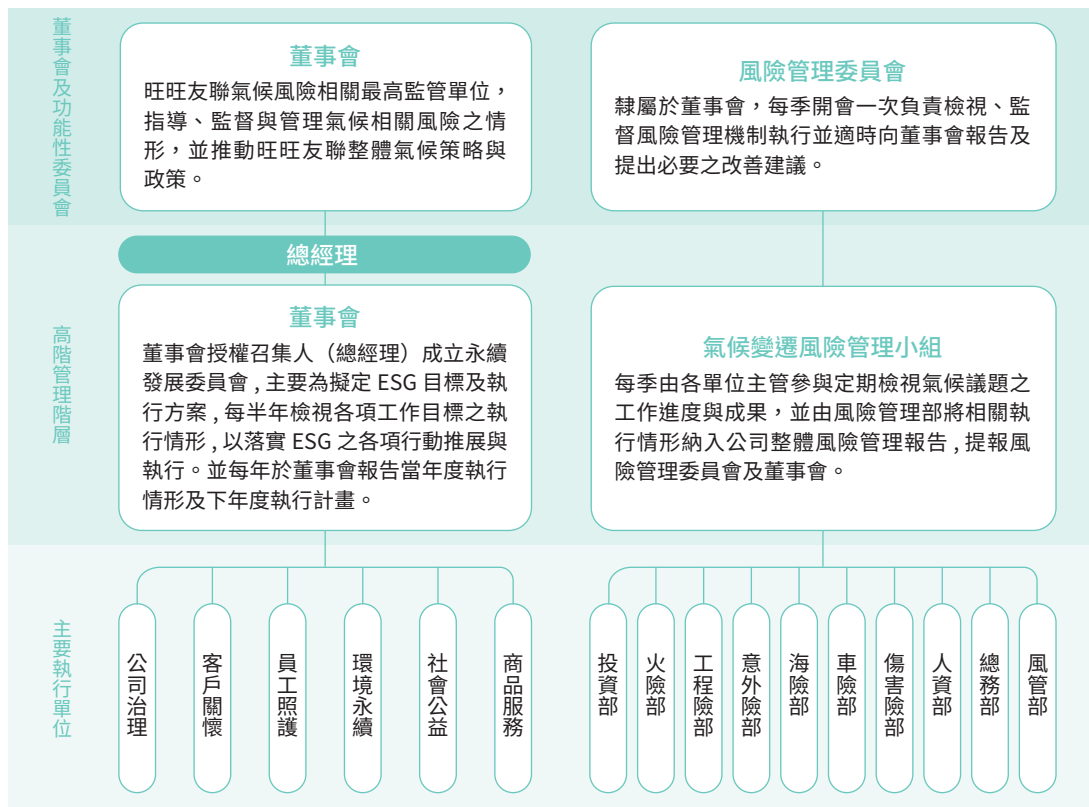 董事會及功能性委員會
董事會
旺旺友聯氣候風險相關最高監管單位，
指導、監督與管理氣候相關風險之情
形，並推動旺旺友聯整體氣候策略與
政策。
風險管理委員會
隸屬於董事會，每季開會一次負責檢視、監
督風險管理機制執行並適時向董事會報告及
提出必要之改善建議。
高階管理階層
總經理
董事會
董事會授權召集人（總經理）成立永續
發展委員會 , 主要為擬定 ESG 目標及執
行方案 , 每半年檢視各項工作目標之執
行情形 , 以落實 ESG 之各項行動推展與
執行。並每年於董事會報告當年度執行
情形及下年度執行計畫。
氣候變遷風險管理小組
每季由各單位主管參與定期檢視氣候議題之
工作進度與成果，並由風險管理部將相關執
行情形納入公司整體風險管理報告 , 提報風
險管理委員會及董事會。
主要執行單位
公司治理
客戶關懷
員工照護
環境永續
社會公益
商品服務
投資部
火險部
工程險部
意外險部
海險部
車險部
傷害險部
人資部
總務部
風管部